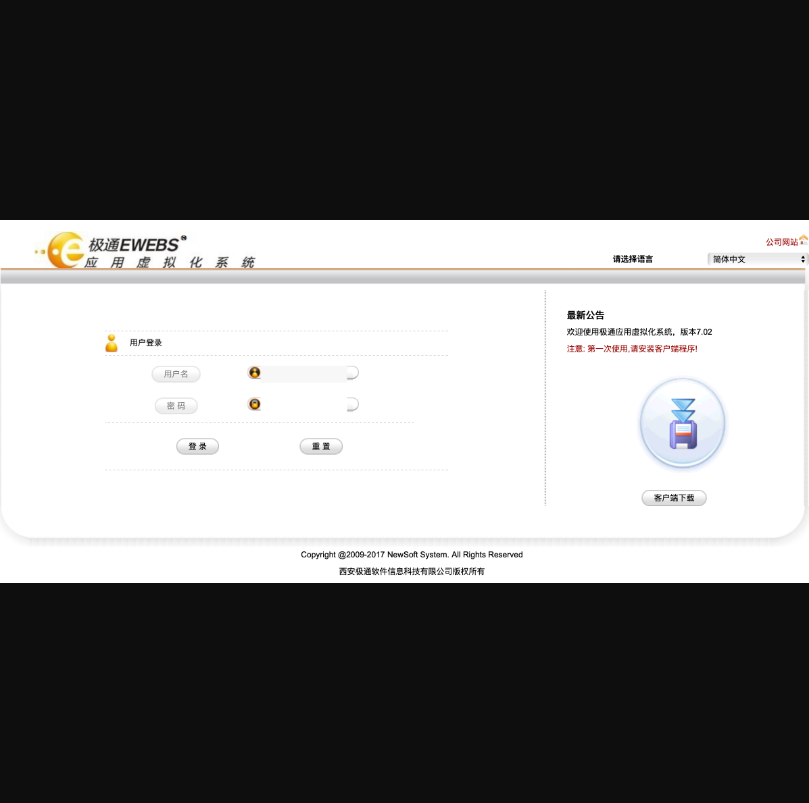 极通EWEBS
应用虚拟化系统
公司网站
请选择语言
简体中文
用户登录
用户名
密 码
登 录
重 置
最新公告
欢迎使用极通应用虚拟化系统，版本7.02
注意: 第一次使用,请安装客户端程序!
客户端下载
Copyright @2009-2017 NewSoft System. All Rights Reserved
西安极通软件信息科技有限公司版权所有